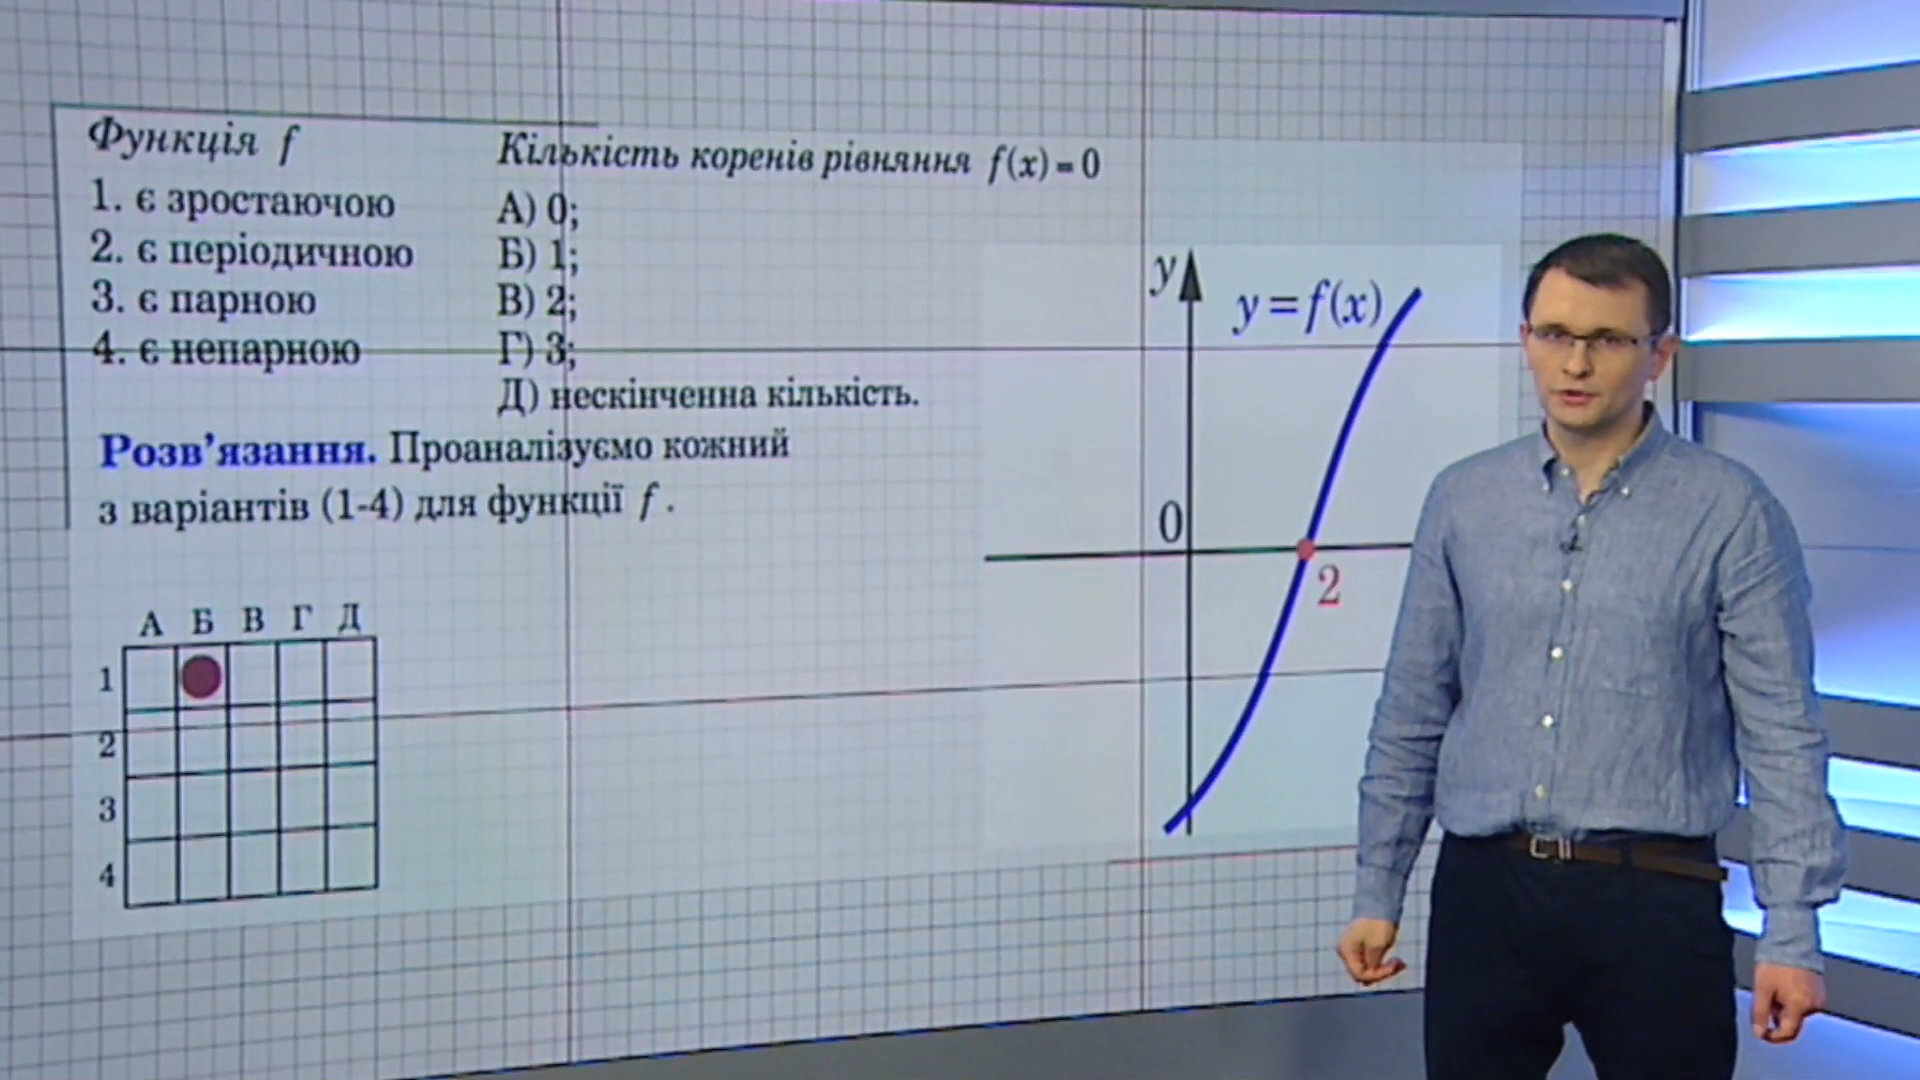 Функція f
Кількість коренів рівняння f(x) = 0
1. є зростаючою
А) 0;
2. є періодичною
Б) 1;
3. є парною
В) 2;
4. є непарною
Г) 3;
Д) нескінченна кількість.
Розв’язання. Проаналізуємо кожний
з варіантів (1-4) для функції f .
А Б В Г Д
1
2
3
4
y
y = f(x)
0
2